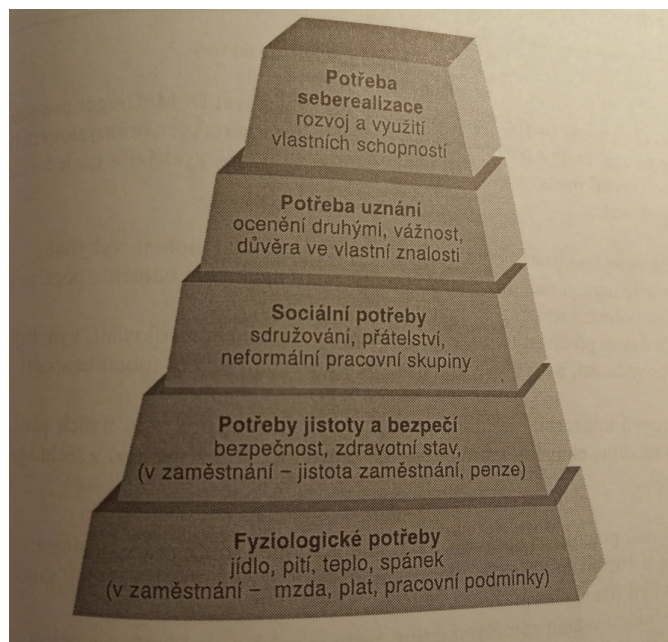 Potřeba
seberealizace
rozvoj a využití
vlastních schopností
Potřeba uznání
ocenění druhými, vážnost,
důvěra ve vlastní znalosti
Sociální potřeby
sdružování, přátelství,
neformální pracovní skupiny
Potřeby jistoty a bezpečí
bezpečnost, zdravotní stav,
(v zaměstnání – jistota zaměstnání, penze)
Fyziologické potřeby
jídlo, pití, teplo, spánek
(v zaměstnání – mzda, plat, pracovní podmínky)